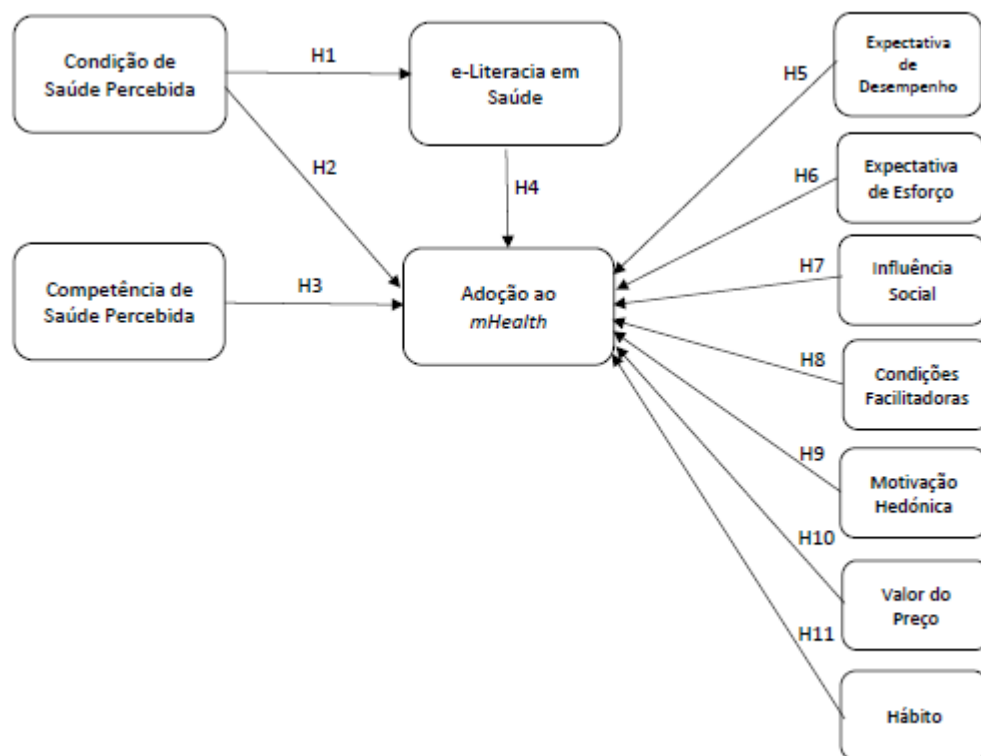 Condição de
Saúde Percebida
H1
e-Literacia em
Saúde
Expectativa
de
Desempenho
H5
H2
H4
H6
Expectativa
de Esforço
Competência de
Saúde Percebida
H3
Adoção ao
mHealth
H7
Influência
Social
H8
Condições
Facilitadoras
H9
Motivação
Hedónica
H10
Valor do
Preço
H11
Hábito